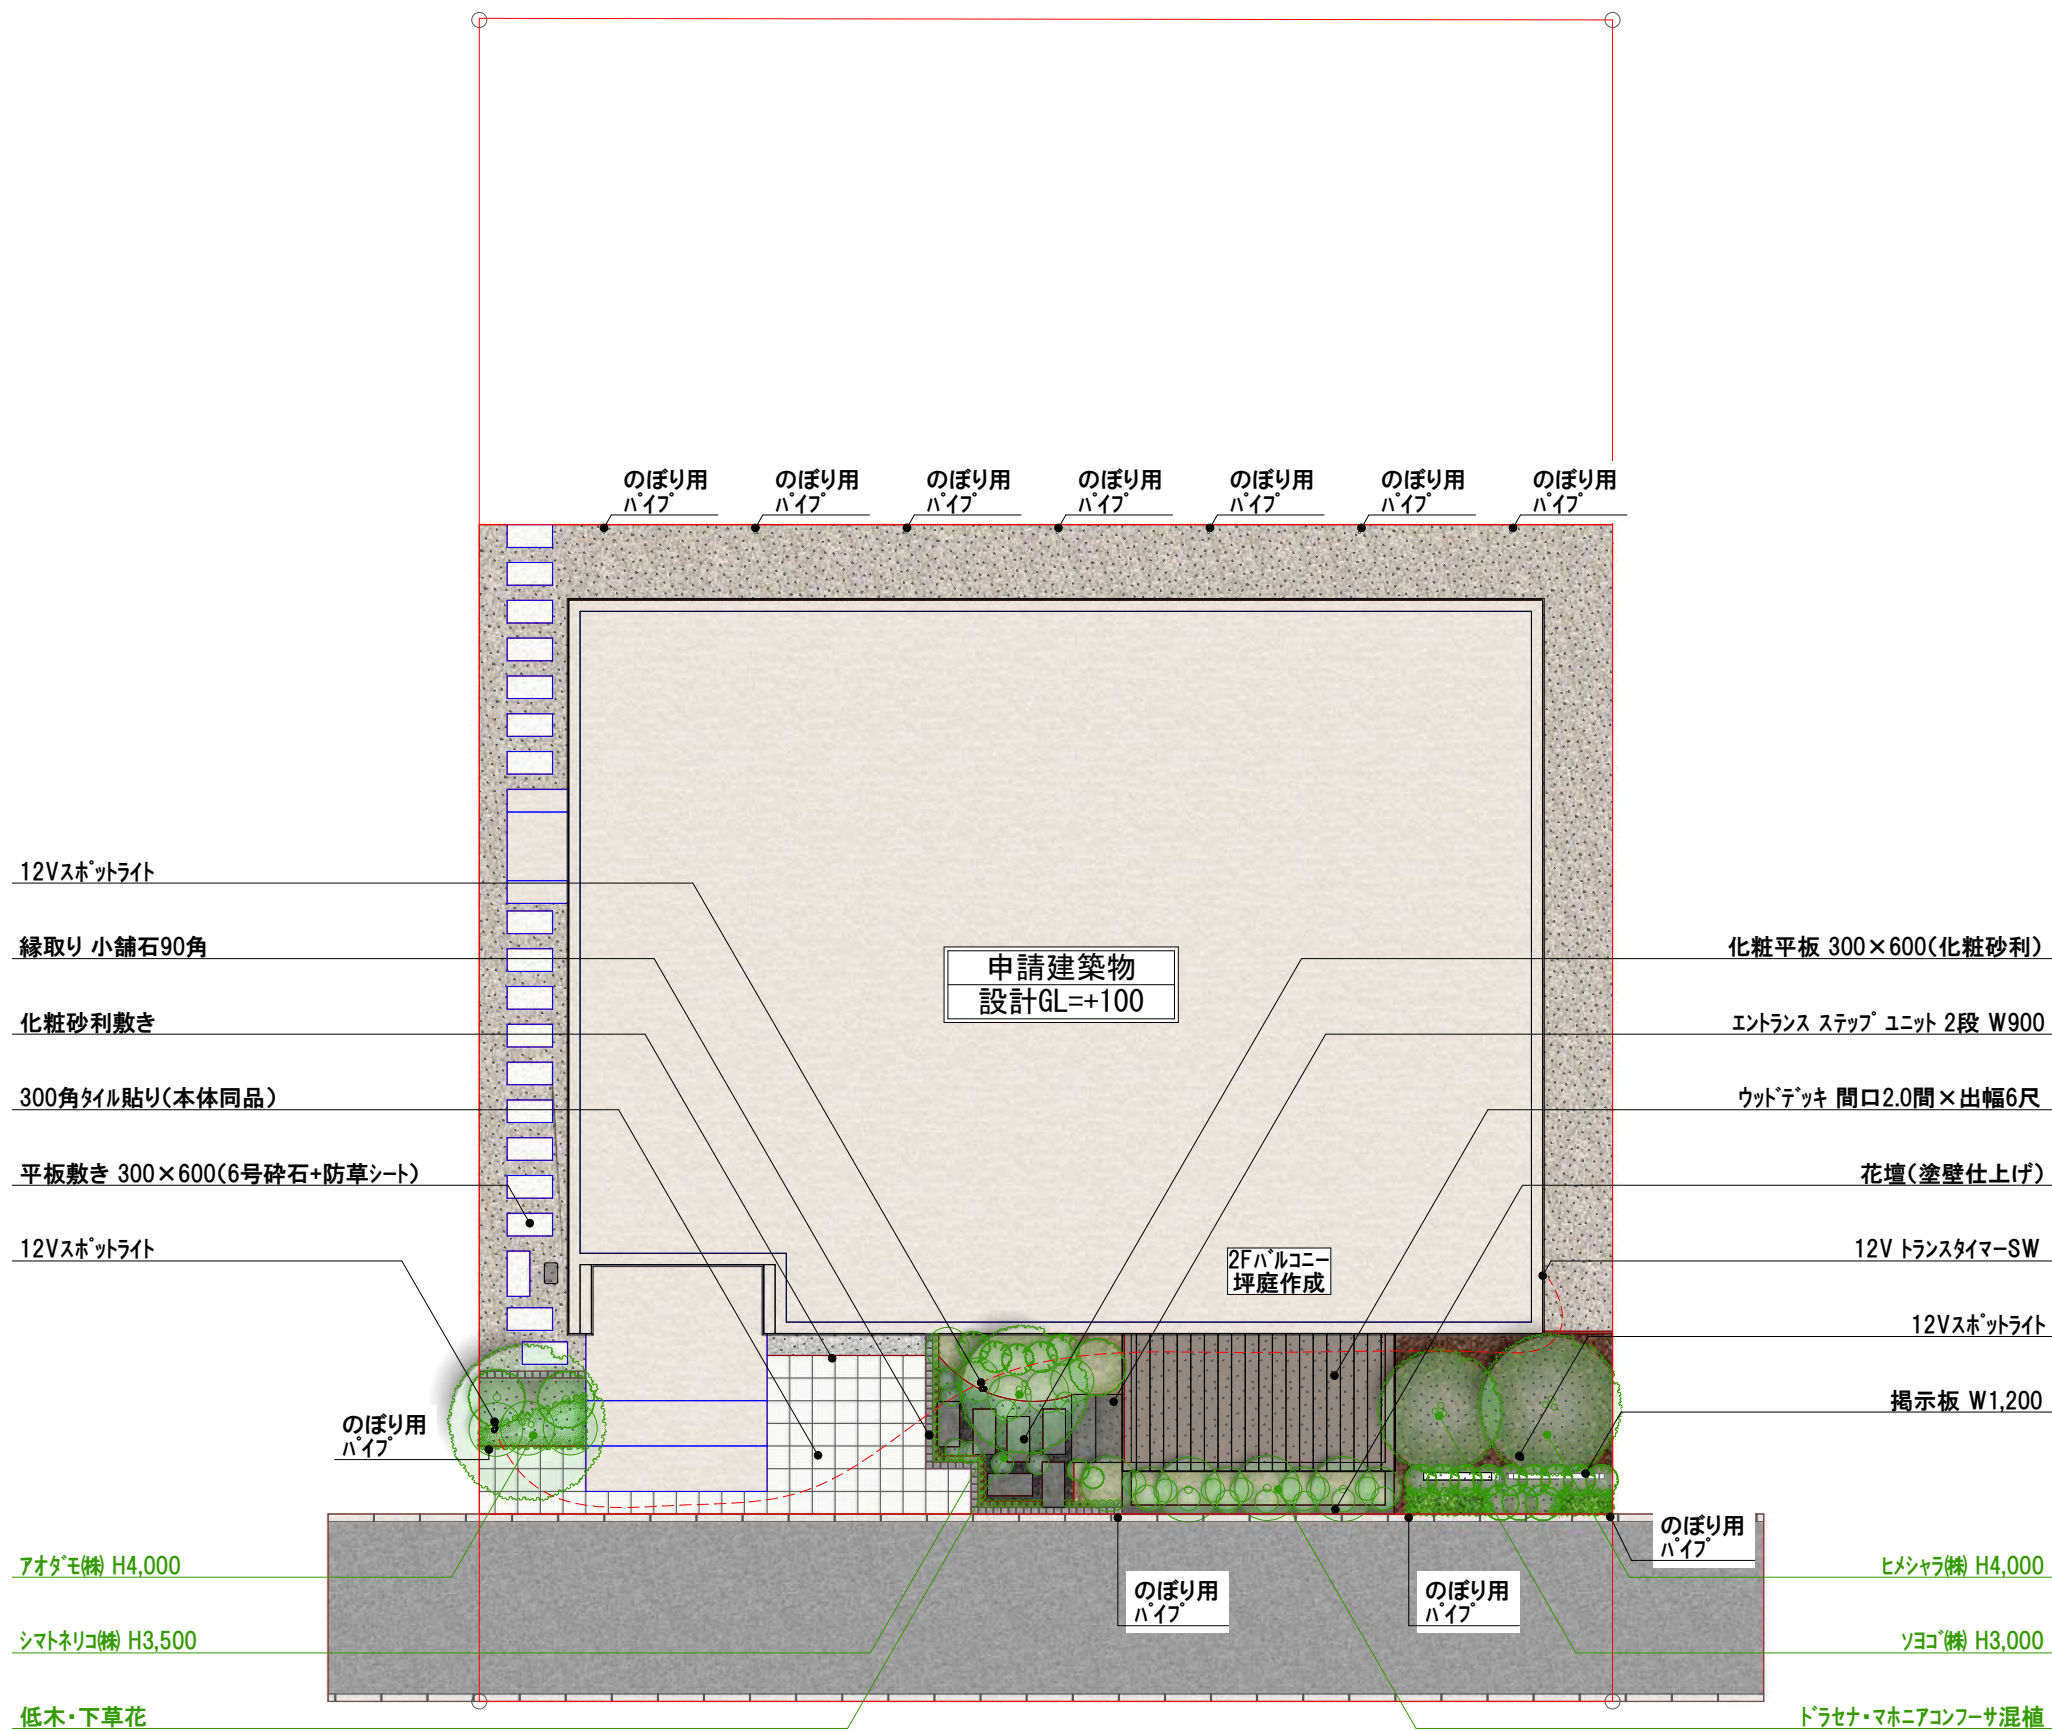 のぼり用
パイプ
のぼり用
パイプ
のぼり用
パイプ
のぼり用
パイプ
のぼり用
パイプ
のぼり用
パイプ
のぼり用
パイプ
12Vスポットライト
縁取り 小舗石90角
化粧砂利敷き
300角タイル貼り(本体同品)
平板敷き 300×600(6号砕石+防草シート)
12Vスポットライト
申請建築物
設計GL=+100
2Fバルコニー
坪庭作成
化粧平板 300×600(化粧砂利)
エントランス ステップ ユニット 2段 W900
ウッドデッキ 間口2.0間×出幅6尺
花壇(塗壁仕上げ)
12V トランスタイマーSW
12Vスポットライト
掲示板 W1,200
のぼり用
パイプ
のぼり用
パイプ
のぼり用
パイプ
のぼり用
パイプ
アオダモ(株) H4,000
シマトネリコ(株) H3,500
低木・下草花
ヒメシャラ(株) H4,000
ソヨゴ(株) H3,000
ドラセナ・マホニアコンフーサ混植